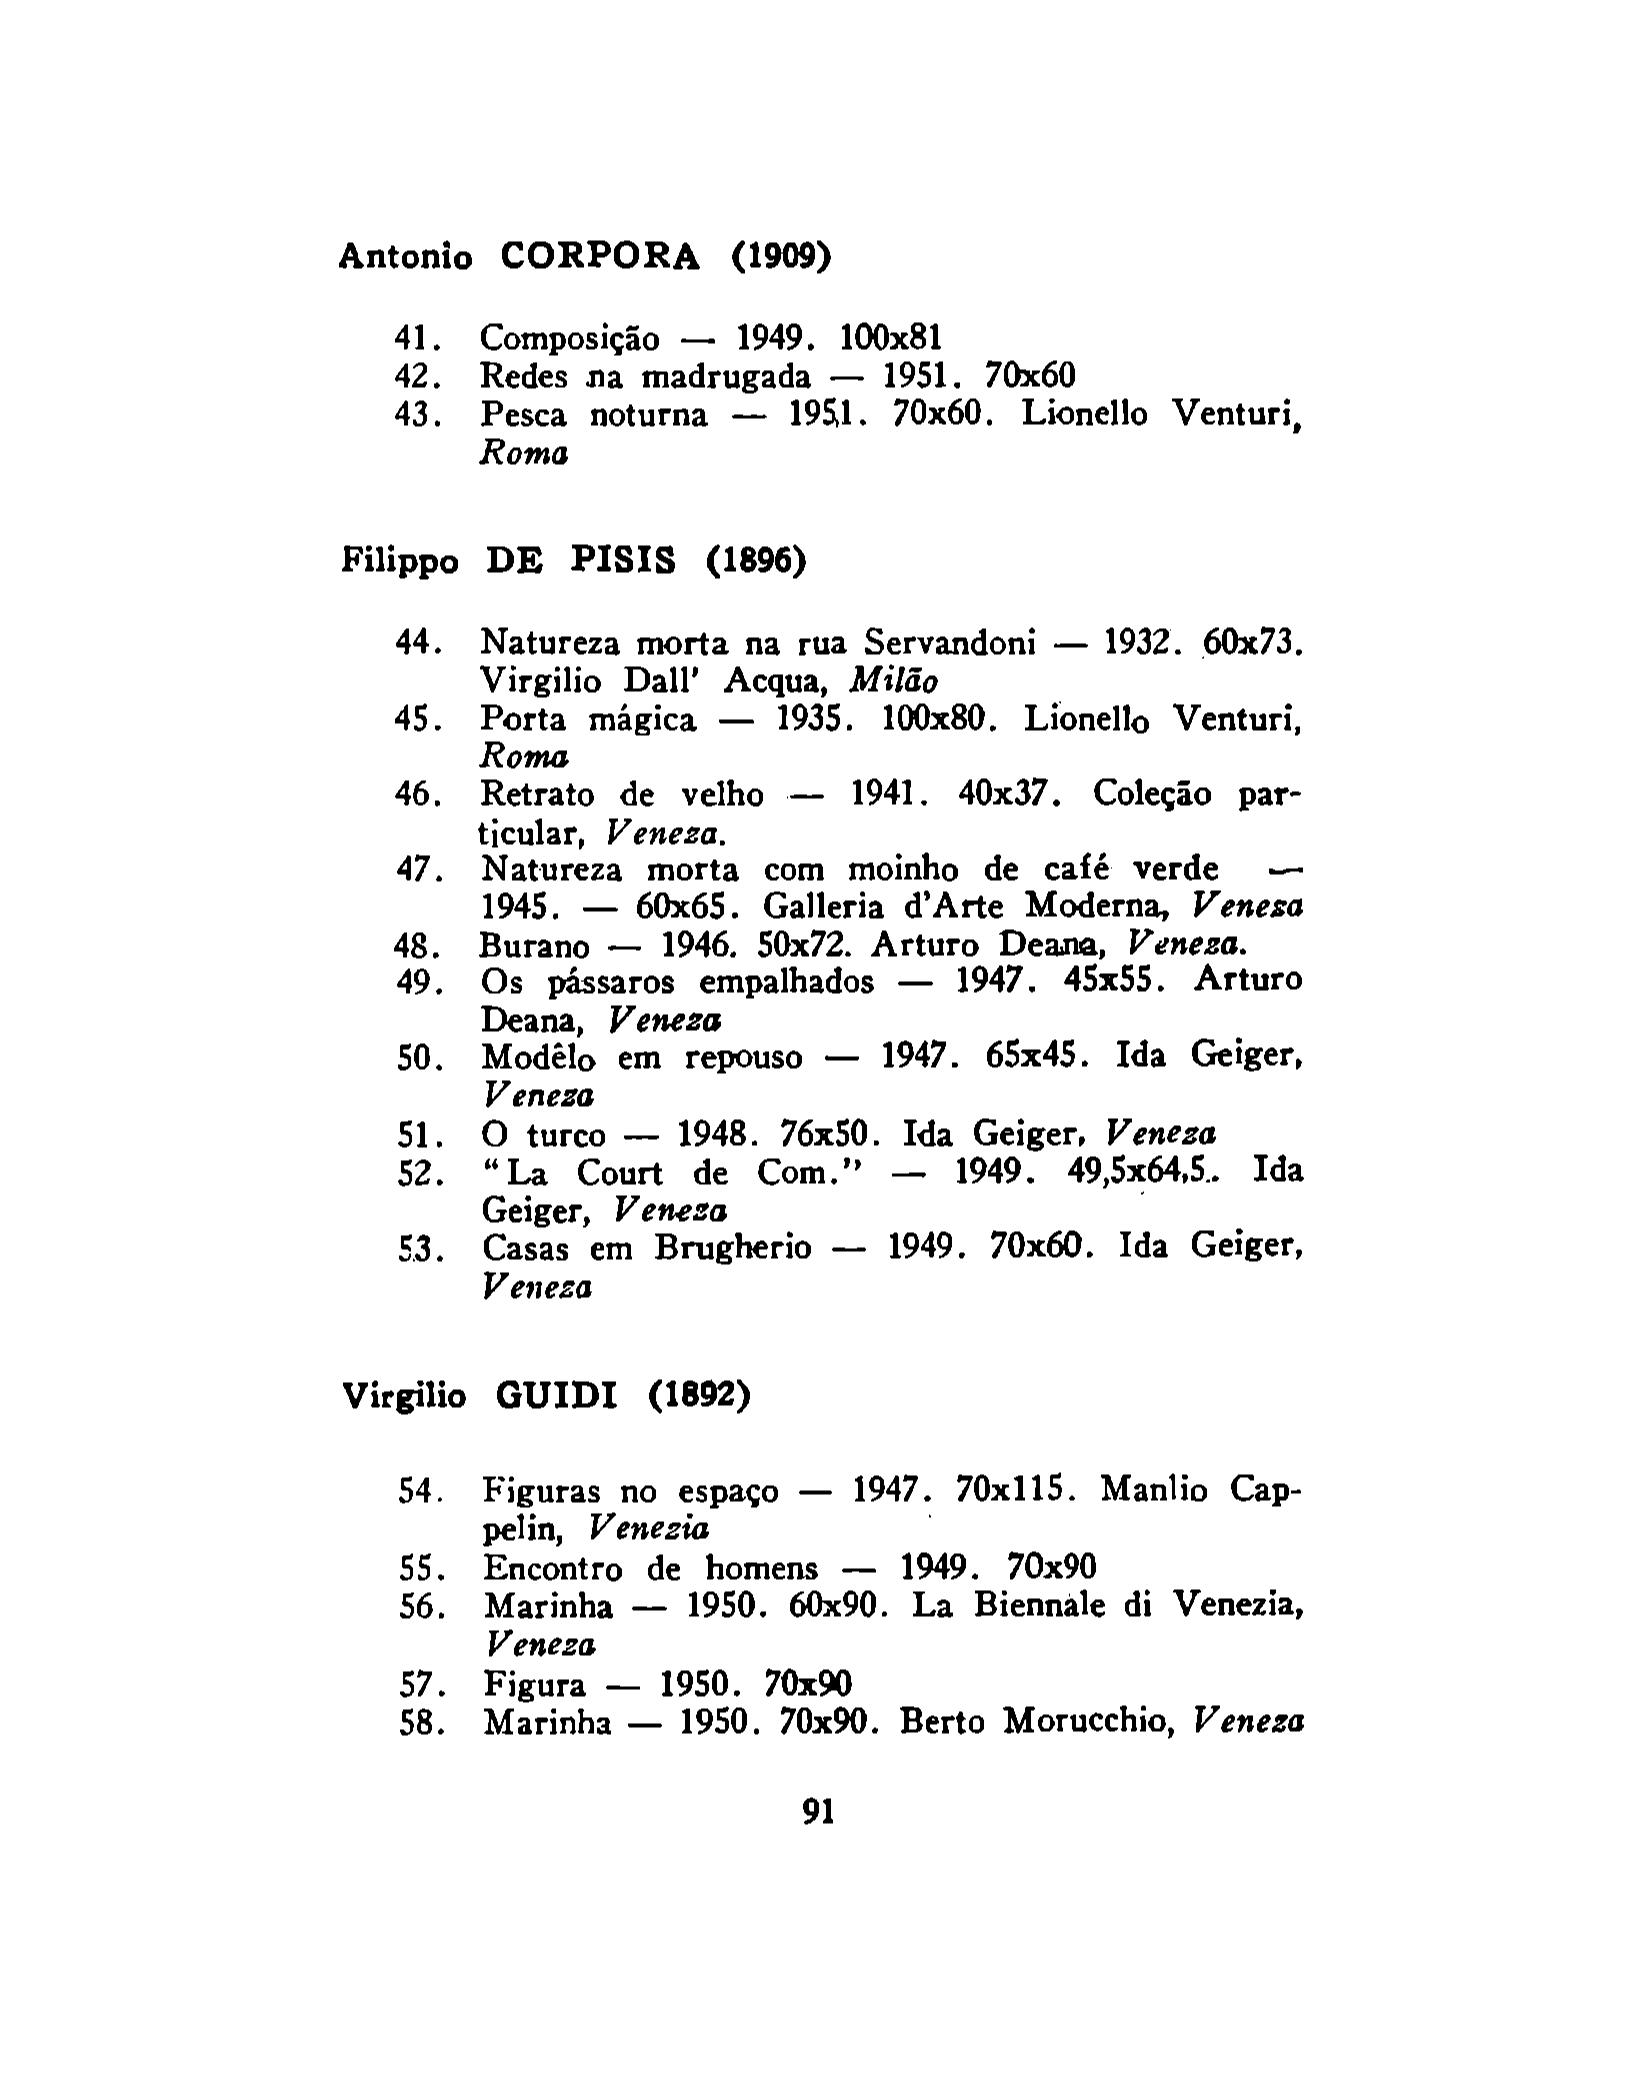 Antonio CORPORA (1909)
41. Composição — 1949. 100x81
42. Redes na madrugada — 1951. 70x60
43. Pesca noturna — 1951. 70x60. Lionello Venturi,
Roma
Filippo DE PISIS (1896)
44. Natureza morta na rua Servandoni — 1932. 60x73.
Virgilio Dall' Acqua, Milão
45. Porta mágica — 1935. 100x80. Lionello Venturi,
Roma
46. Retrato de velho — 1941. 40x37. Coleção par-
ticular, Veneza.
47. Natureza morta com moinho de café verde —
1945. — 60x65. Galleria d'Arte Moderna, Veneza
48. Burano — 1946. 50x72. Arturo Deana, Veneza.
49. Os pássaros empalhados — 1947. 45x55. Arturo
Deana, Veneza
50. Modêlo em repouso — 1947. 65x45. Ida Geiger,
Veneza
51. O turco — 1948. 76x50. Ida Geiger, Veneza
52. "La Court de Com." — 1949. 49,5x64,5. Ida
Geiger, Veneza
53. Casas em Brugherio — 1949. 70x60. Ida Geiger,
Veneza
Virgilio GUIDI (1892)
54. Figuras no espaço — 1947. 70x115. Manlio Cap-
pelin, Venezia
55. Encontro de homens — 1949. 70x90
56. Marinha — 1950. 60x90. La Biennale di Venezia,
Veneza
57. Figura — 1950. 70x90
58. Marinha — 1950. 70x90. Berto Morucchio, Veneza
91